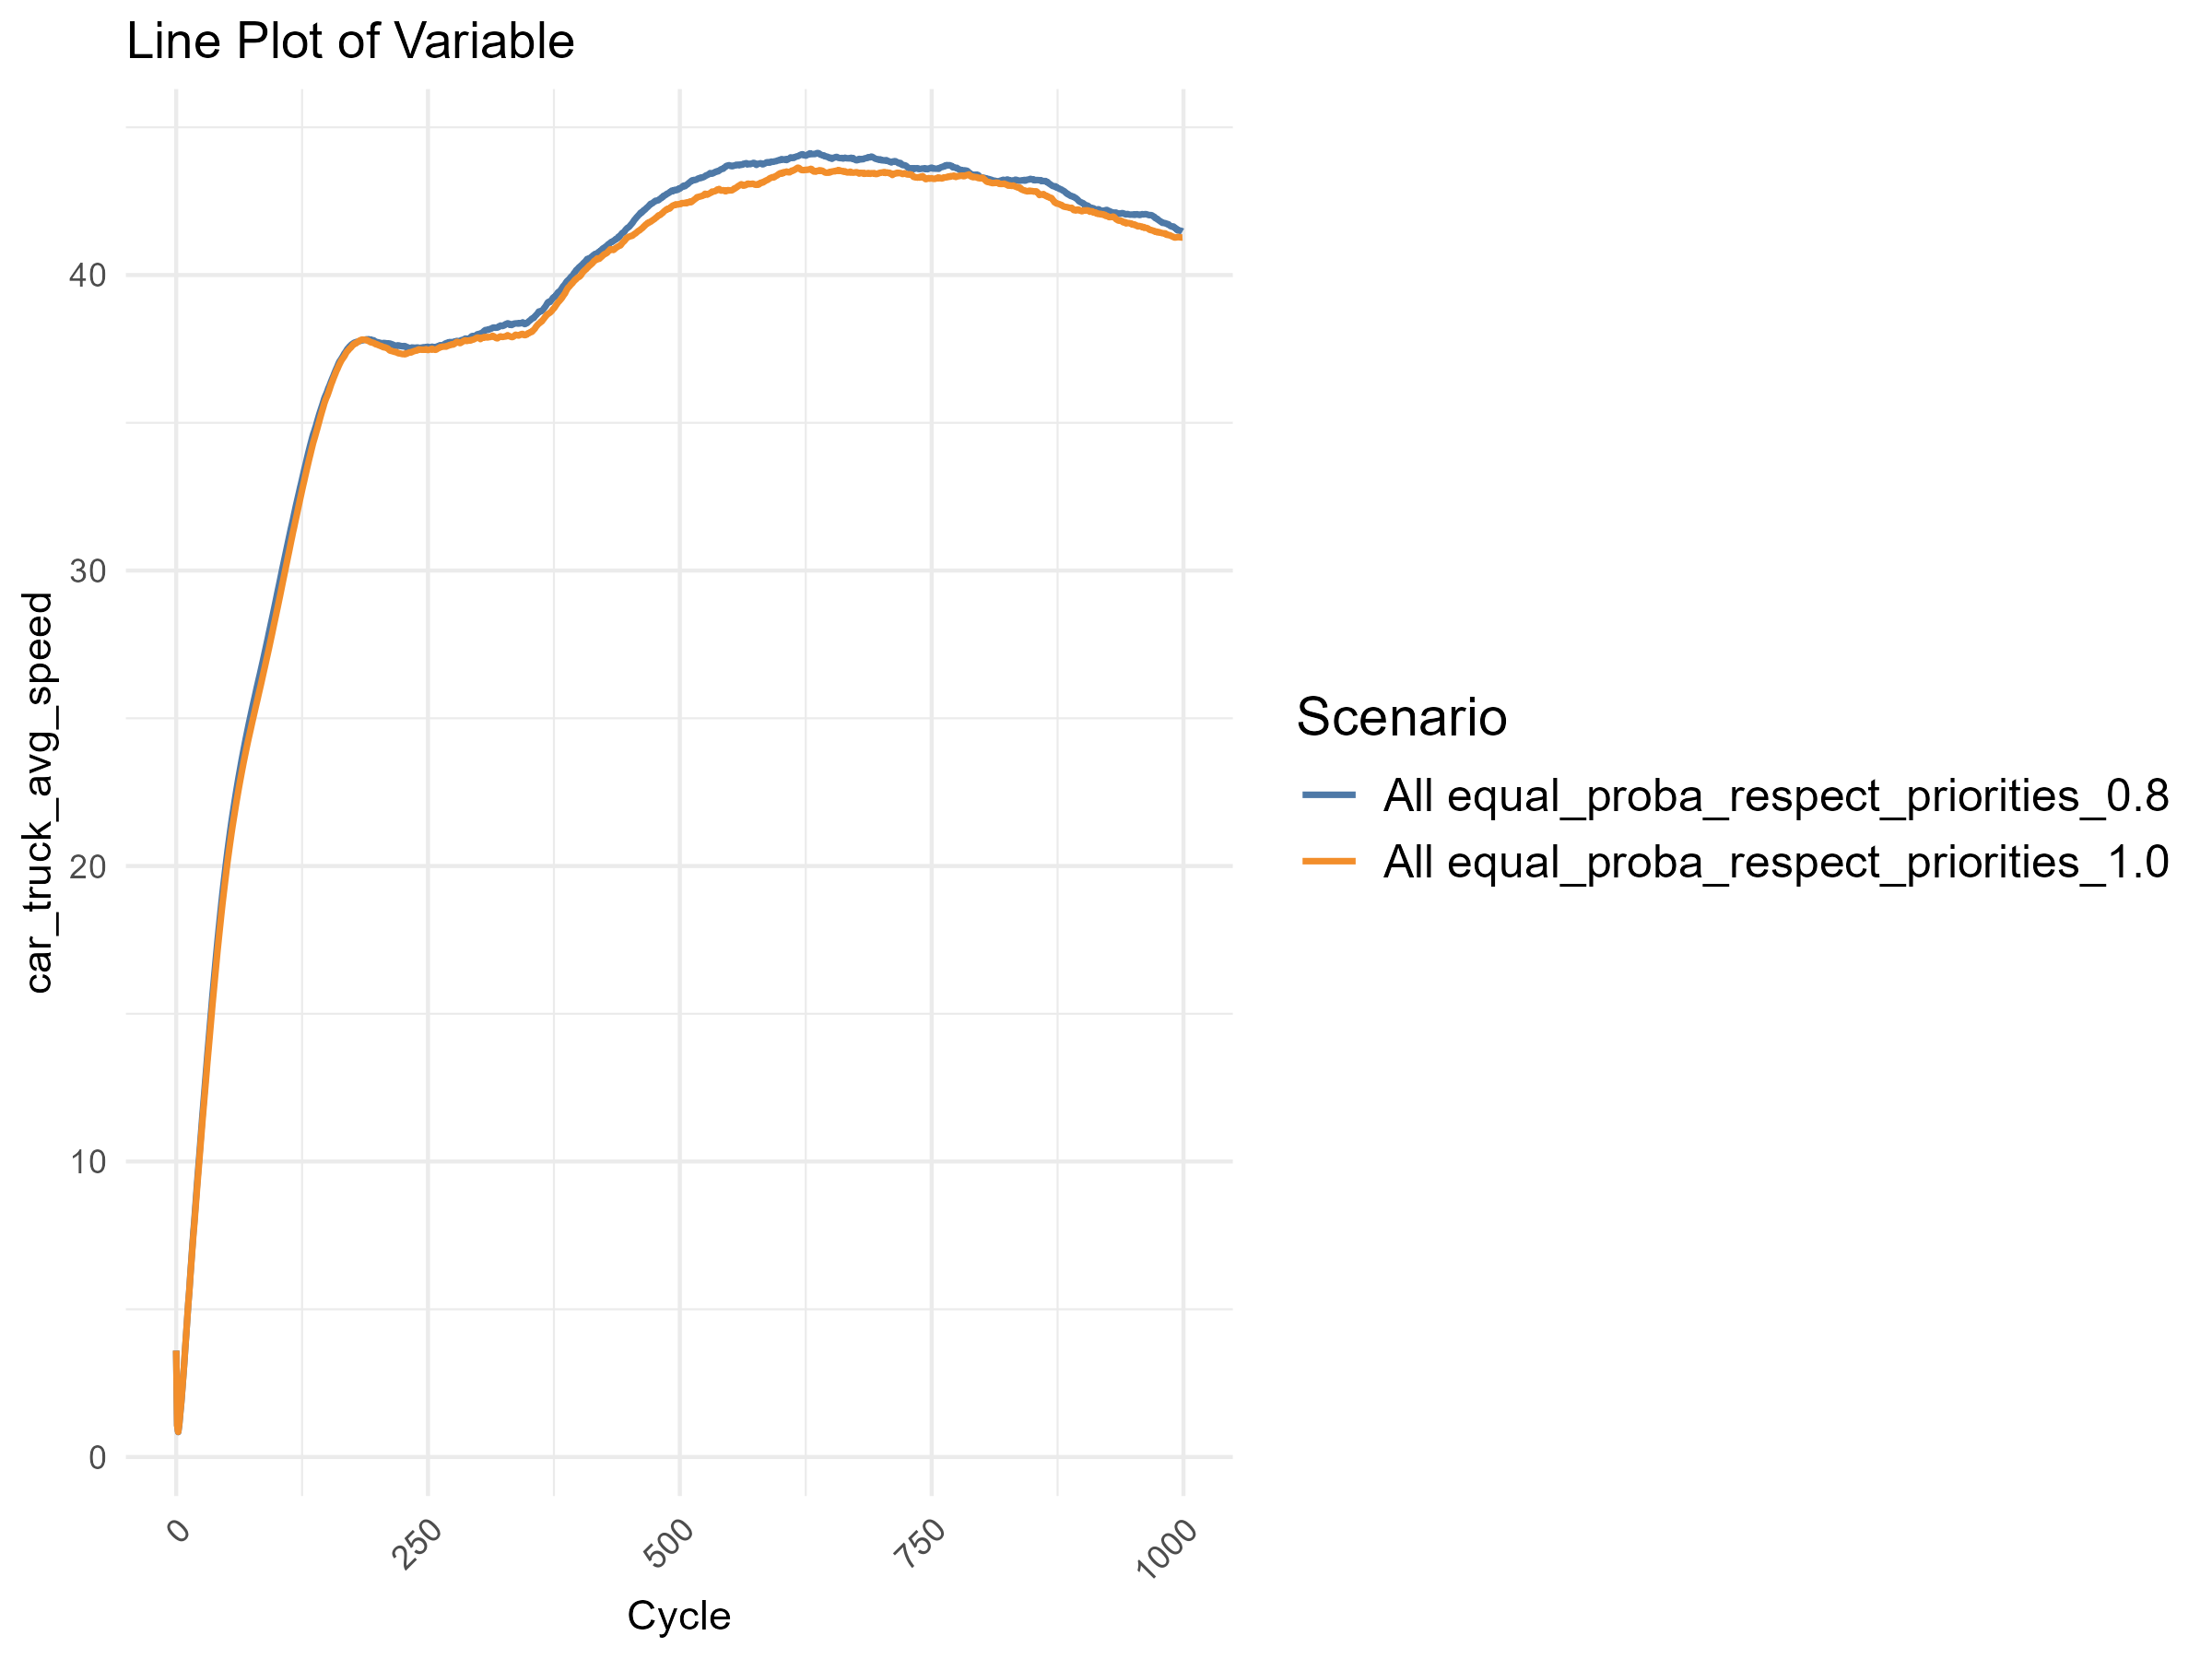 Line Plot of Variable
car_truck_avg_speed
40
30
20
10
0
0
250
500
750
1000
Cycle
Scenario
All equal_proba_respect_priorities_0.8
All equal_proba_respect_priorities_1.0